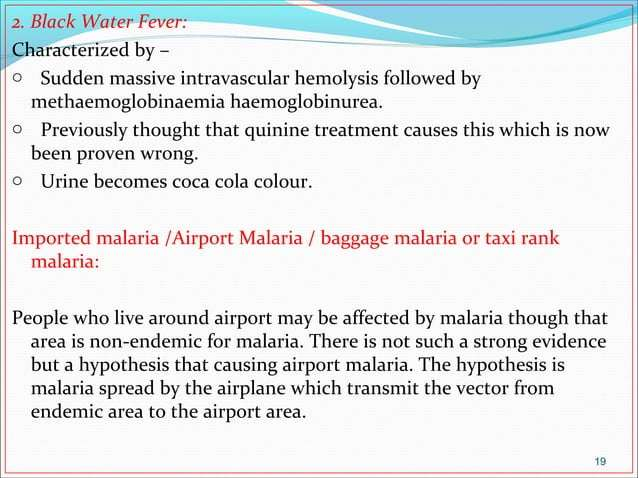 2. Black Water Fever:
Characterized by –
o Sudden massive intravascular hemolysis followed by
methaemoglobinaemia haemoglobinurea.
o Previously thought that quinine treatment causes this which is now
been proven wrong.
o Urine becomes coca cola colour.
Imported malaria /Airport Malaria / baggage malaria or taxi rank
malaria:
People who live around airport may be affected by malaria though that
area is non-endemic for malaria. There is not such a strong evidence
but a hypothesis that causing airport malaria. The hypothesis is
malaria spread by the airplane which transmit the vector from
endemic area to the airport area.
19